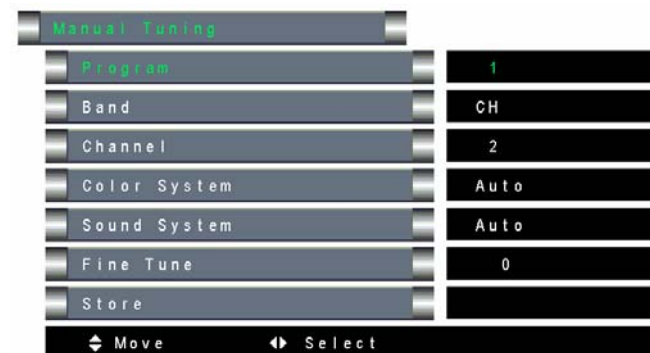 Manual Tuning
Program 1
Band CH
Channel 2
Color System Auto
Sound System Auto
Fine Tune 0
Store
Move Select